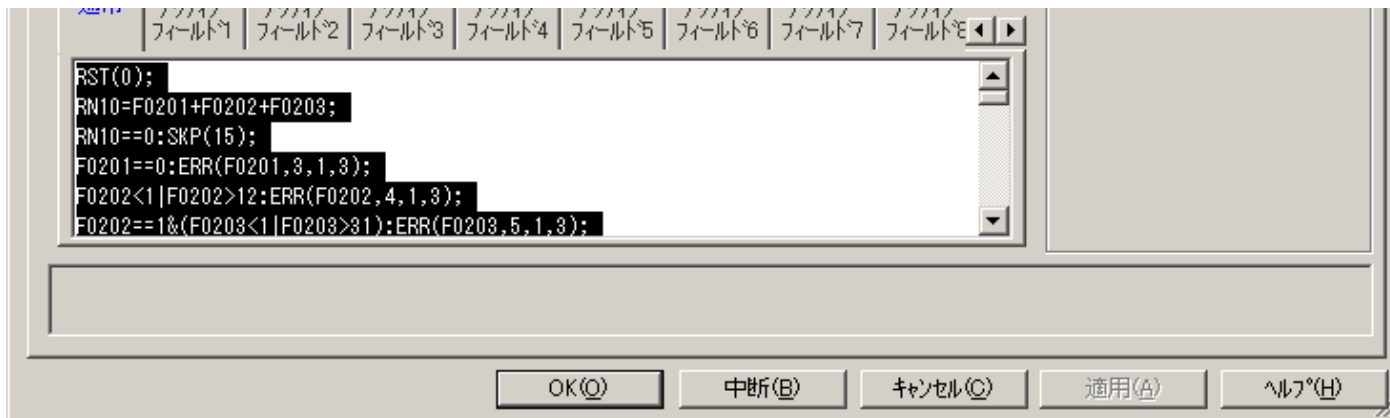 適用
フィールド1 フィールド2 フィールド3 フィールド4 フィールド5 フィールド6 フィールド7
RST(0);
RN10=F0201+F0202+F0203;
RN10==0:SKP(15);
F0201==0:ERR(F0201,3,1,3);
F0202<1|F0202>12:ERR(F0202,4,1,3);
F0202==1&(F0203<1|F0203>31):ERR(F0203,5,1,3);
OK(O) 中断(B) キャンセル(C) 適用(A) ヘルプ(H)